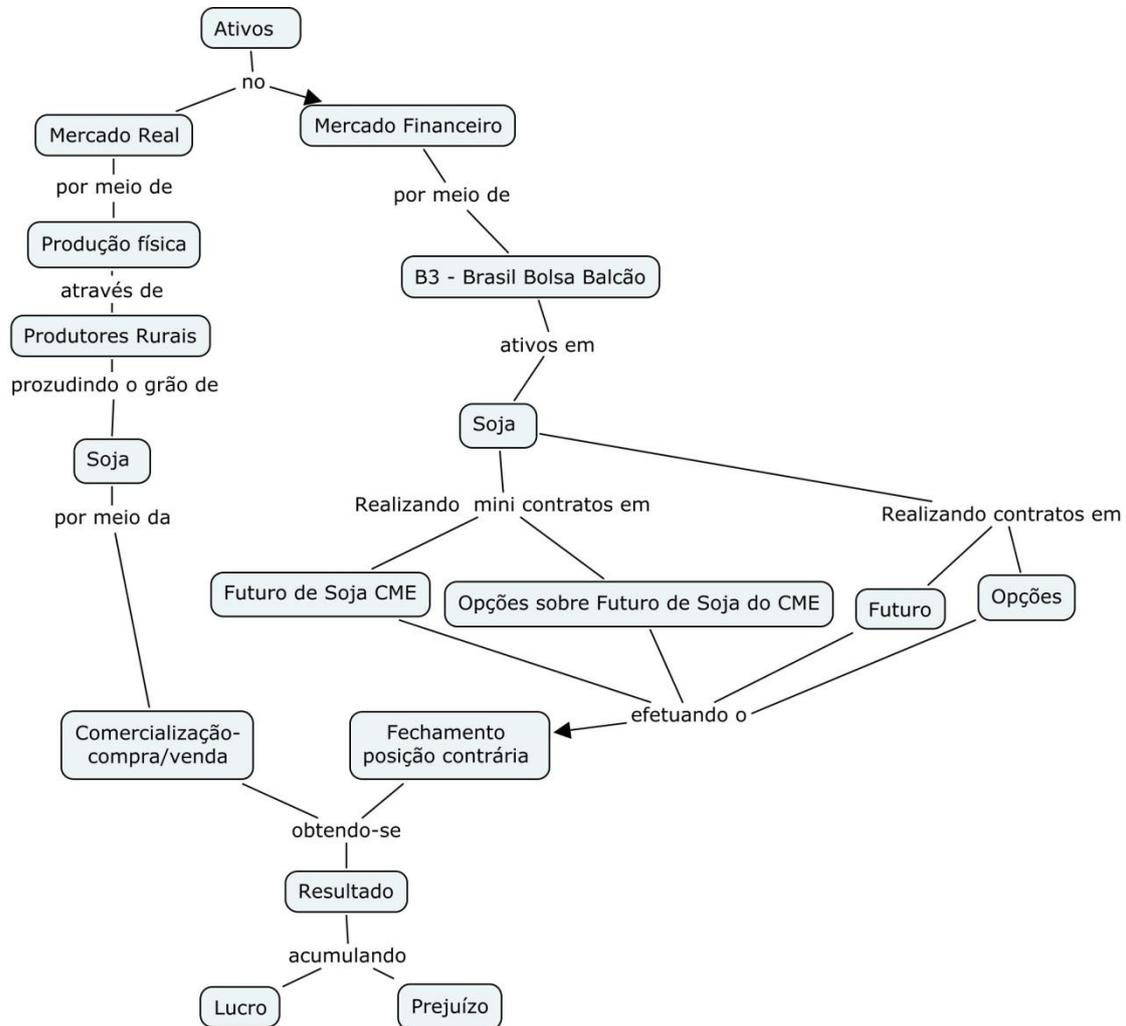 Ativos
no
Mercado Real
Mercado Financeiro
por meio de
por meio de
Produção física
B3 - Brasil Bolsa Balcão
através de
Produtores Rurais
ativos em
prozudindo o grão de
Soja
Soja
por meio da
Realizando mini contratos em
Realizando contratos em
Futuro de Soja CME
Opções sobre Futuro de Soja do CME
Futuro
Opções
efetuando o
Comercialização-
compra/venda
Fechamento
posição contrária
obtendo-se
Resultado
acumulando
Lucro
Prejuízo